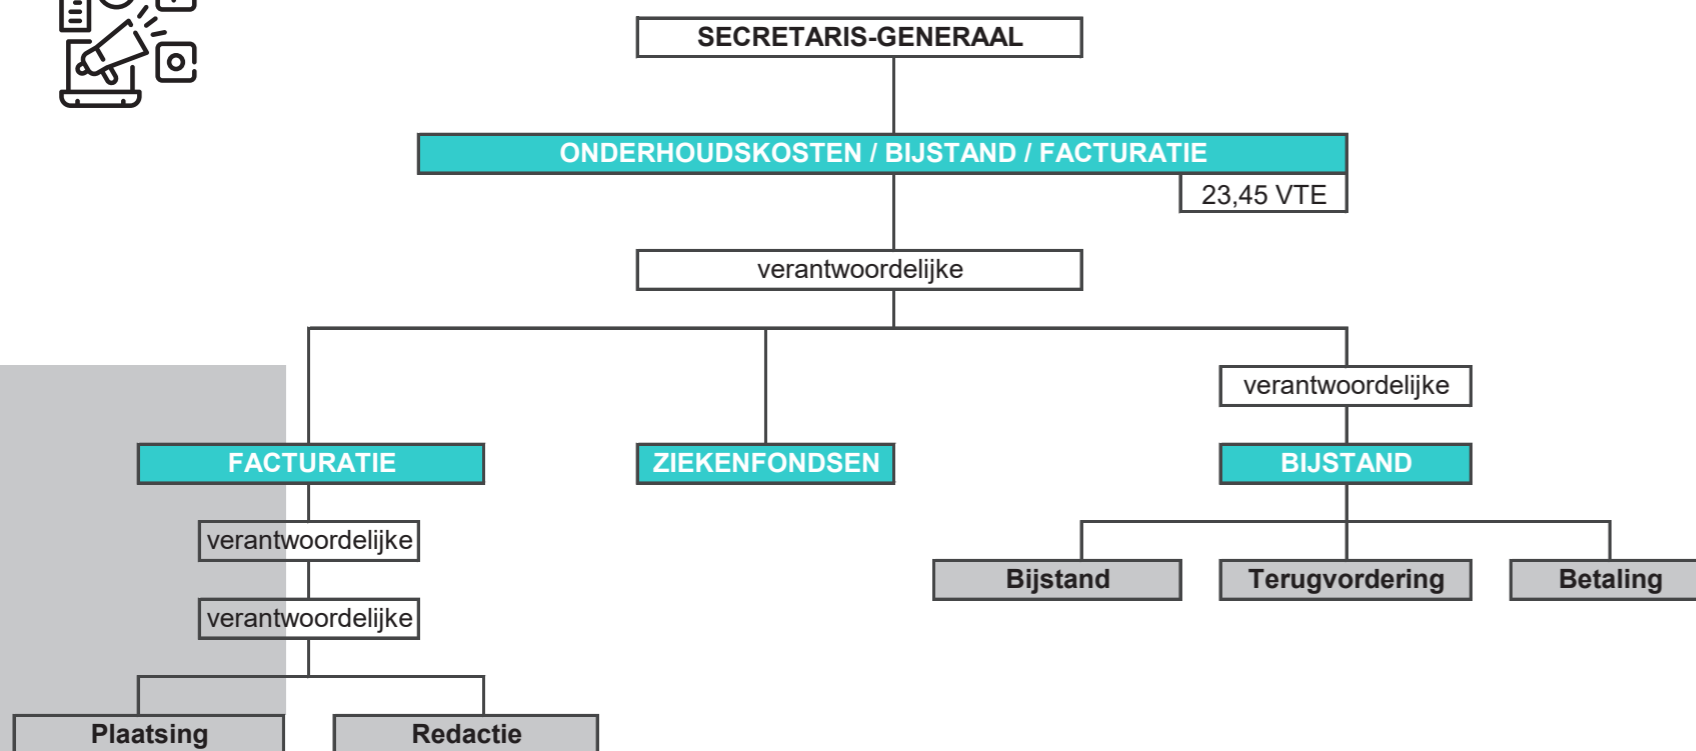 SECRETARIS-GENERAAL
ONDERHOUDSKOSTEN / BIJSTAND / FACTURATIE
23,45 VTE
verantwoordelijke
verantwoordelijke
FACTURATIE
ZIEKENFONDSEN
BIJSTAND
verantwoordelijke
Bijstand
Terugvordering
Betaling
verantwoordelijke
Plaatsing
Redactie